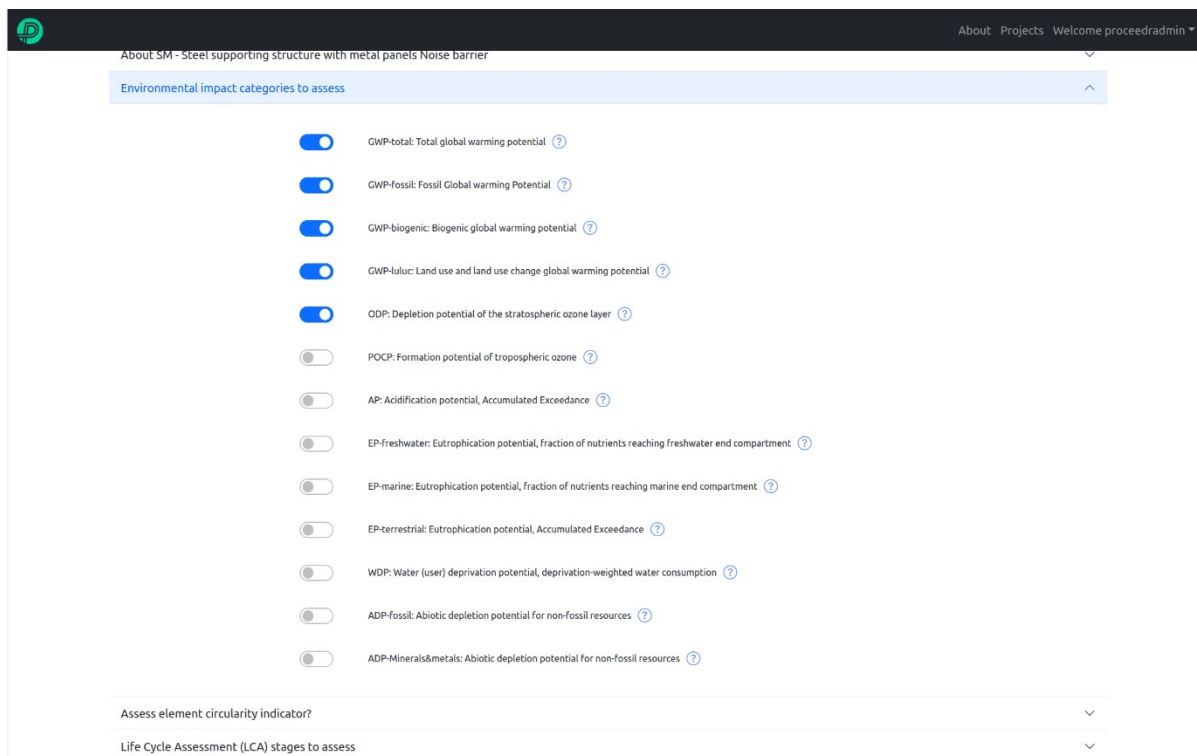 About Projects Welcome proceedradmin
About SM - Steel supporting structure with metal panels Noise barrier
Environmental impact categories to assess
GWP-total: Total global warming potential ?
GWP-fossil: Fossil Global warming Potential ?
GWP-biogenic: Biogenic global warming potential ?
GWP-luluc: Land use and land use change global warming potential ?
ODP: Depletion potential of the stratospheric ozone layer ?
POCP: Formation potential of tropospheric ozone ?
AP: Acidification potential, Accumulated Exceedance ?
EP-freshwater: Eutrophication potential, fraction of nutrients reaching freshwater end compartment ?
EP-marine: Eutrophication potential, fraction of nutrients reaching marine end compartment ?
EP-terrestrial: Eutrophication potential, Accumulated Exceedance ?
WDP: Water (user) deprivation potential, deprivation-weighted water consumption ?
ADP-fossil: Abiotic depletion potential for non-fossil resources ?
ADP-Minerals&metals: Abiotic depletion potential for non-fossil resources ?
Assess element circularity indicator?
Life Cycle Assessment (LCA) stages to assess